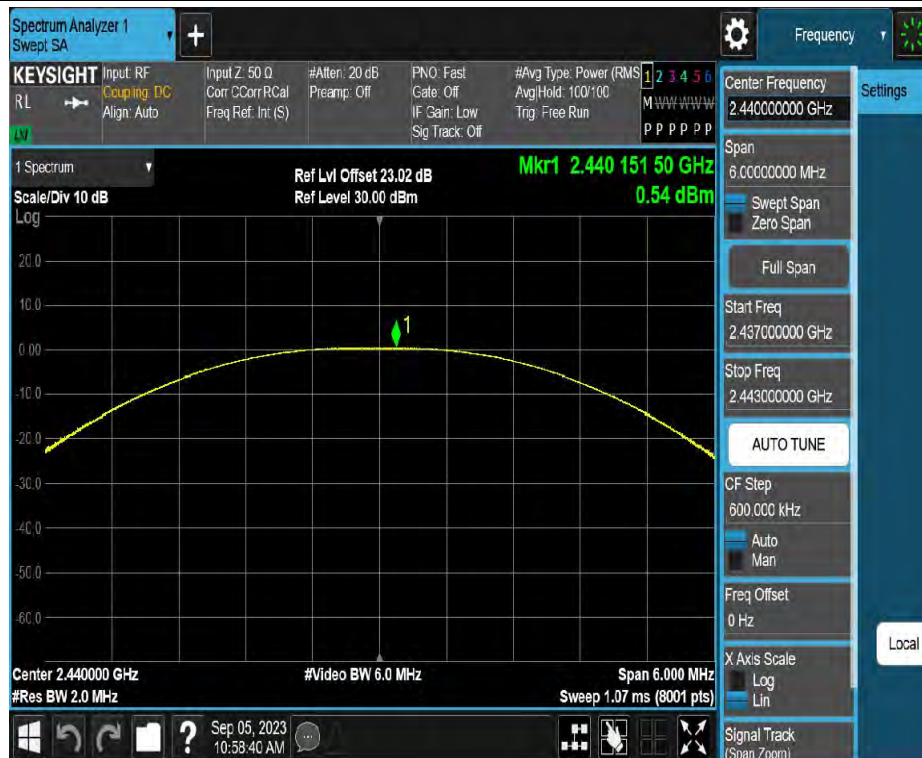 Spectrum Analyzer 1
Swept SA
+
Frequency
KEYSIGHT
RL
Input: RF
Coupling: DC
Align: Auto
Input Z: 50 Ω
Corr CCorr RCal
Freq Ref: Int (S)
#Atten: 20 dB
Preamp: Off
PNO: Fast
Gate: Off
IF Gain: Low
Sig Track: Off
#Avg Type: Power (RMS
Avg|Hold: 100/100
Trig: Free Run
1 2 3 4 5 6
M W W W W W
P P P P P P
1 Spectrum
Scale/Div 10 dB
Log
Ref Lvl Offset 23.02 dB
Ref Level 30.00 dBm
Mkr1 2.440 151 50 GHz
0.54 dBm
20.0
10.0
0.00
-10.0
-20.0
-30.0
-40.0
-50.0
-60.0
1
Center 2.440000 GHz
#Res BW 2.0 MHz
#Video BW 6.0 MHz
Span 6.000 MHz
Sweep 1.07 ms (8001 pts)
?
Sep 05, 2023
10:58:40 AM
Center Frequency
2.440000000 GHz
Span
6.00000000 MHz
Swept Span
Zero Span
Full Span
Start Freq
2.437000000 GHz
Stop Freq
2.443000000 GHz
AUTO TUNE
CF Step
600.000 kHz
Auto
Man
Freq Offset
0 Hz
X Axis Scale
Log
Lin
Signal Track
(Span Zoom)
Settings
Local